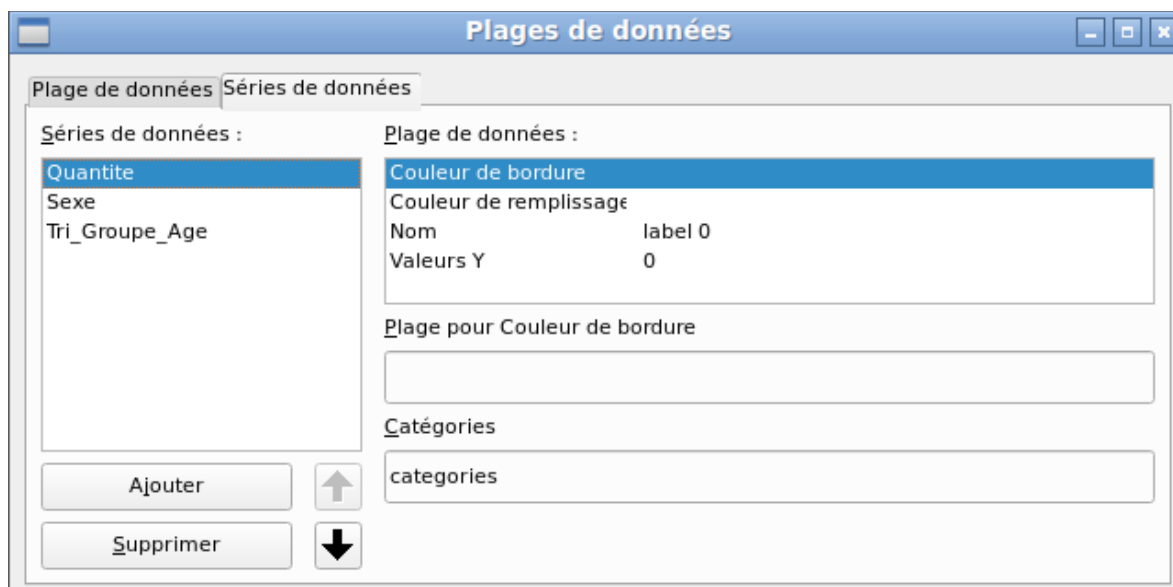 Plages de données
Plage de données Séries de données
Séries de données :
Quantite
Sexe
Tri_Groupe_Age
Ajouter
Supprimer
Plage de données :
Couleur de bordure
Couleur de remplissage
Nom label 0
Valeurs Y 0
Plage pour Couleur de bordure
Catégories
categories